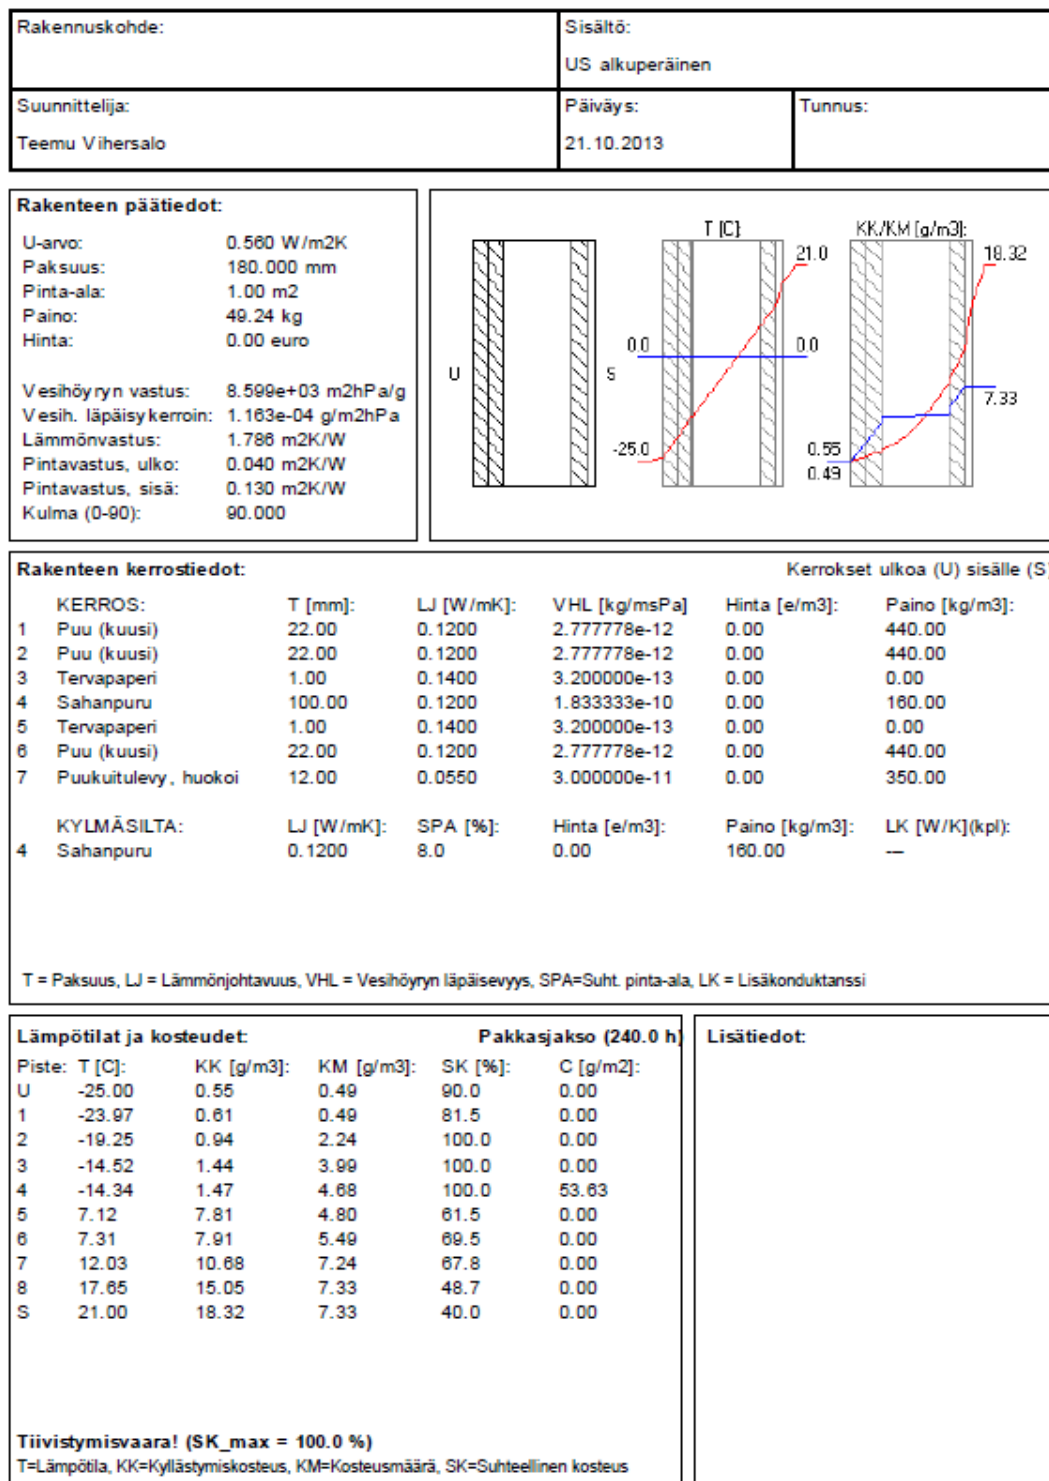 Rakennuskohde:
Sisältö:
US alkuperäinen
Suunnittelija:
Teemu Vihersalo
Päiväys:
21.10.2013
Tunnus:
Rakenteen päätiedot:
U-arvo: 0.560 W/m2K
Paksuus: 180.000 mm
Pinta-ala: 1.00 m2
Paino: 49.24 kg
Hinta: 0.00 euro
Vesihöyryn vastus: 8.599e+03 m2hPa/g
Vesih. läpäisykerroin: 1.163e-04 g/m2hPa
Lämmönvastus: 1.786 m2K/W
Pintavastus, ulko: 0.040 m2K/W
Pintavastus, sisä: 0.130 m2K/W
Kulma (0-90): 90.000
U
S
T [C]:
21.0
0.0
0.0
-25.0
KK/KM [g/m3]:
18.32
7.33
0.55
0.49
Rakenteen kerrostiedot: Kerrokset ulkoa (U) sisälle (S)
KERROS: T [mm]: LJ [W/mK]: VHL [kg/msPa] Hinta [e/m3]: Paino [kg/m3]:
1 Puu (kuusi) 22.00 0.1200 2.777778e-12 0.00 440.00
2 Puu (kuusi) 22.00 0.1200 2.777778e-12 0.00 440.00
3 Tervapaperi 1.00 0.1400 3.200000e-13 0.00 0.00
4 Sahanpuru 100.00 0.1200 1.833333e-10 0.00 160.00
5 Tervapaperi 1.00 0.1400 3.200000e-13 0.00 0.00
6 Puu (kuusi) 22.00 0.1200 2.777778e-12 0.00 440.00
7 Puukuitulevy, huokoi 12.00 0.0550 3.000000e-11 0.00 350.00
KYLMÄSILTA: LJ [W/mK]: SPA [%]: Hinta [e/m3]: Paino [kg/m3]: LK [W/K](kpl):
4 Sahanpuru 0.1200 8.0 0.00 160.00 ---
T = Paksuus, LJ = Lämmönjohtavuus, VHL = Vesihöyryn läpäisevyys, SPA=Suht. pinta-ala, LK = Lisäkonduktanssi
Lämpötilat ja kosteudet: Pakkasjakso (240.0 h)
Piste: T [C]: KK [g/m3]: KM [g/m3]: SK [%]: C [g/m2]:
U -25.00 0.55 0.49 90.0 0.00
1 -23.97 0.61 0.49 81.5 0.00
2 -19.25 0.94 2.24 100.0 0.00
3 -14.52 1.44 3.99 100.0 0.00
4 -14.34 1.47 4.68 100.0 53.63
5 7.12 7.81 4.80 61.5 0.00
6 7.31 7.91 5.49 69.5 0.00
7 12.03 10.68 7.24 67.8 0.00
8 17.65 15.05 7.33 48.7 0.00
S 21.00 18.32 7.33 40.0 0.00
Tiivistymisvaara! (SK_max = 100.0 %)
T=Lämpötila, KK=Kyllästymiskosteus, KM=Kosteusmäärä, SK=Suhteellinen kosteus
Lisätiedot: